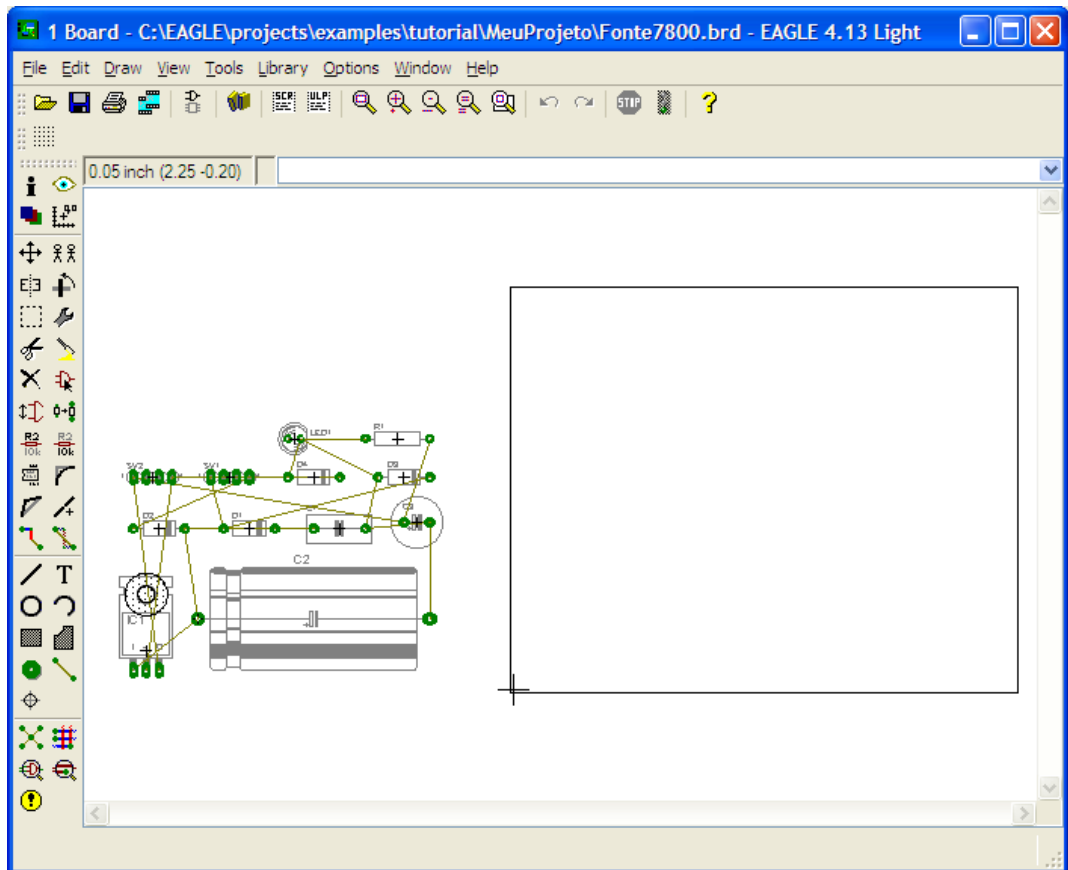 1 Board - C:\EAGLE\projects\examples\tutorial\MeuProjeto\Fonte7800.brd - EAGLE 4.13 Light
File Edit Draw View Tools Library Options Window Help
SCR ULP STOP ?
0.05 inch (2.25 -0.20)
R2 R2
10k 10k
T
LED1 R1
SV2 SV1 D4 D3
D2 D1
C2
IC1